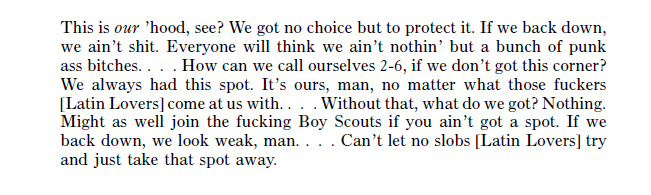 This is our ’hood, see? We got no choice but to protect it. If we back down,
we ain’t shit. Everyone will think we ain’t nothin’ but a bunch of punk
ass bitches. . . . How can we call ourselves 2-6, if we don’t got this corner?
We always had this spot. It’s ours, man, no matter what those fuckers
[Latin Lovers] come at us with. . . . Without that, what do we got? Nothing.
Might as well join the fucking Boy Scouts if you ain’t got a spot. If we
back down, we look weak, man. . . . Can’t let no slobs [Latin Lovers] try
and just take that spot away.